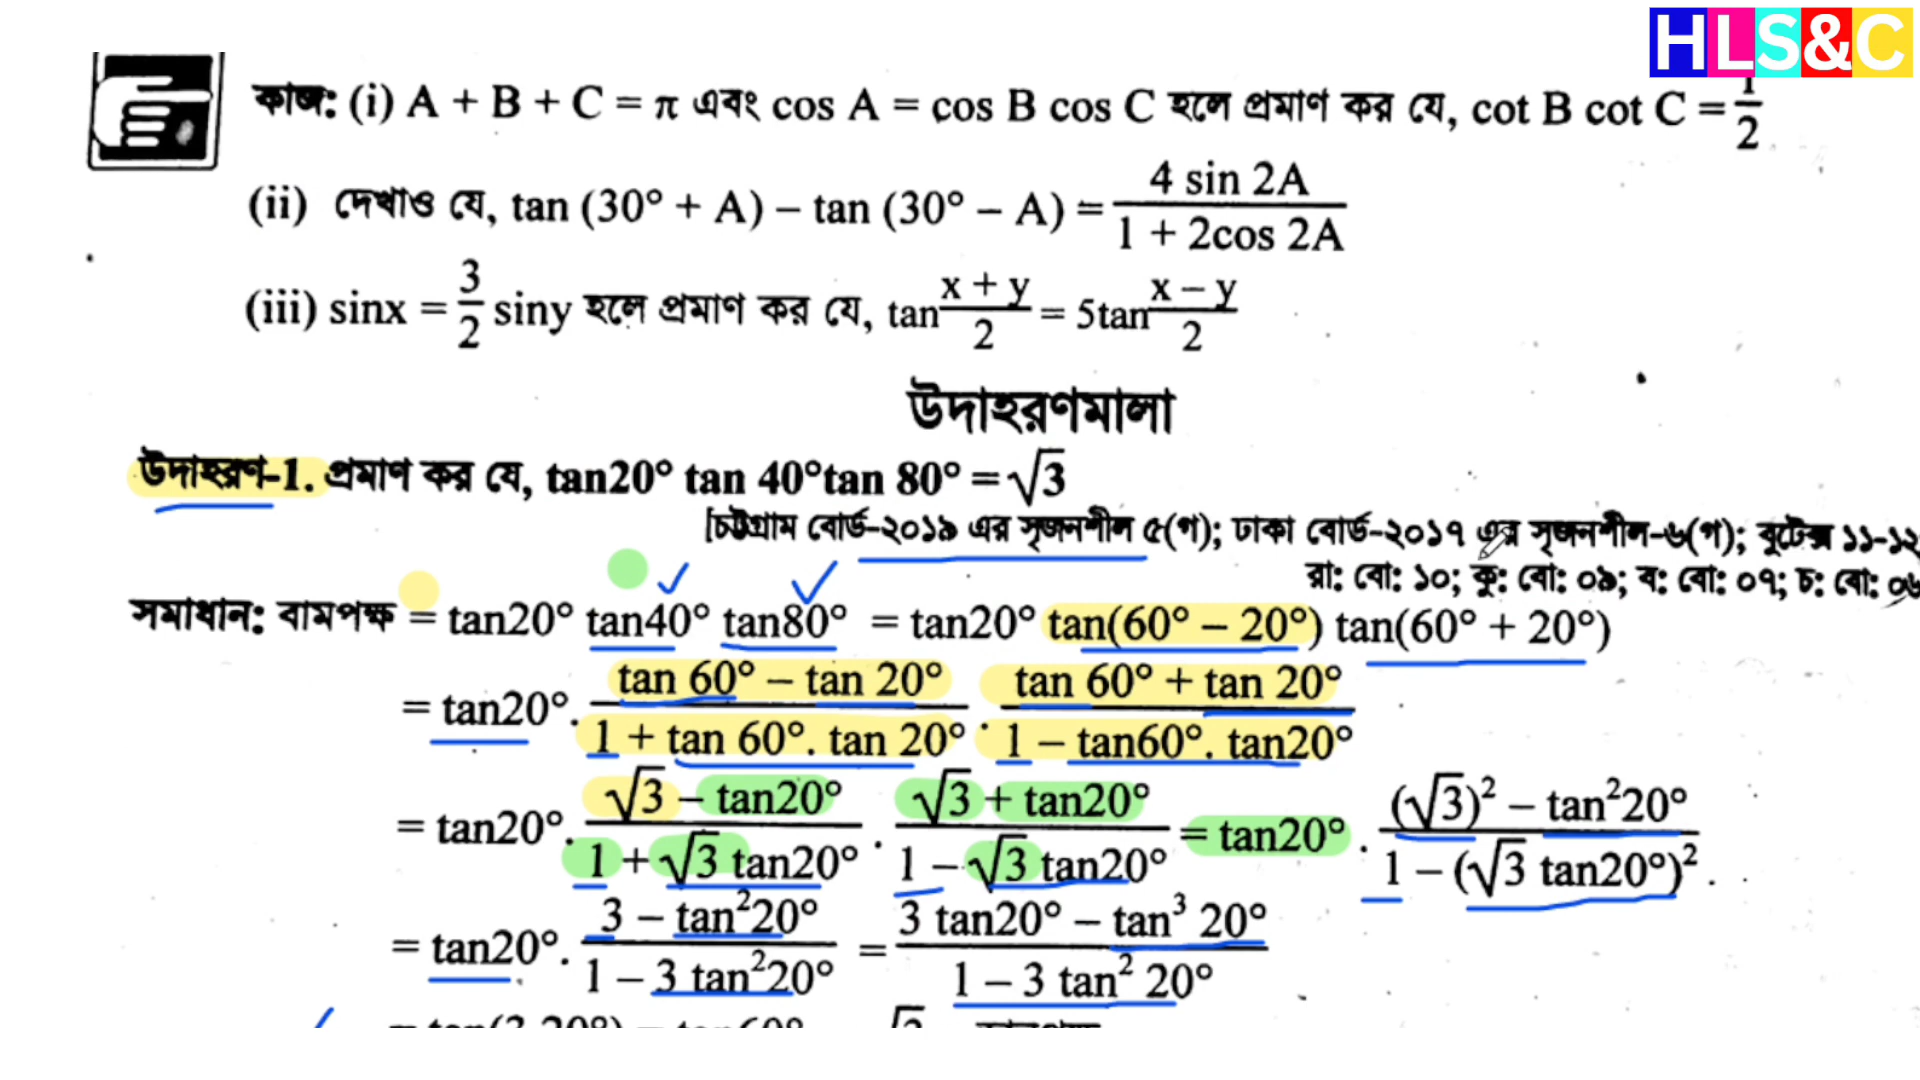 HLS&C
কাজ: (i) A + B + C = π এবং cos A = cos B cos C হলে প্রমাণ কর যে, cot B cot C = 1/2
(ii) দেখাও যে, tan (30° + A) – tan (30° – A) = 4 sin 2A / 1 + 2cos 2A
(iii) sinx = 3/2 siny হলে প্রমাণ কর যে, tan x + y / 2 = 5tan x – y / 2
উদাহরণমালা
উদাহরণ-1. প্রমাণ কর যে, tan20° tan 40°tan 80° = √3
[চট্টগ্রাম বোর্ড-২০১৯ এর সৃজনশীল ৫(গ); ঢাকা বোর্ড-২০১৭ এর সৃজনশীল-৬(গ); বুটেক্স ১১-১২
রা: বো: ১০; কু: বো: ০৯; ব: বো: ০৭; চ: বো: ০৬
সমাধান: বামপক্ষ = tan20° tan40° tan80° = tan20° tan(60° – 20°) tan(60° + 20°)
= tan20°. tan 60° – tan 20° / 1 + tan 60°. tan 20° . tan 60° + tan 20° / 1 – tan60°. tan20°
= tan20°. √3 – tan20° / 1 + √3 tan20° . √3 + tan20° / 1 – √3 tan20° = tan20° . (√3)² – tan²20° / 1 – (√3 tan20°)² .
= tan20°. 3 – tan²20° / 1 – 3 tan²20° = 3 tan20° – tan³ 20° / 1 – 3 tan² 20°